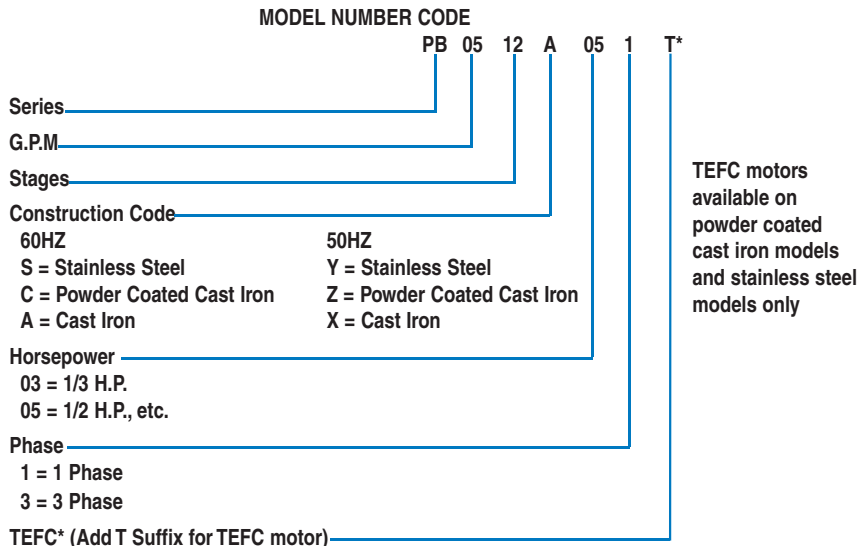 MODEL NUMBER CODE
PB 05 12 A 05 1 T*
Series
G.P.M
Stages
Construction Code
60HZ 50HZ
S = Stainless Steel Y = Stainless Steel
C = Powder Coated Cast Iron Z = Powder Coated Cast Iron
A = Cast Iron X = Cast Iron
Horsepower
03 = 1/3 H.P.
05 = 1/2 H.P., etc.
Phase
1 = 1 Phase
3 = 3 Phase
TEFC* (Add T Suffix for TEFC motor)
TEFC motors
available on
powder coated
cast iron models
and stainless steel
models only